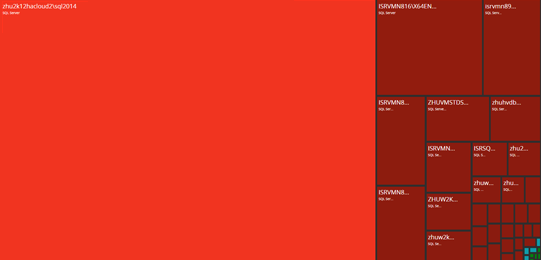 zhu2k12hacloud2\sql2014
SQL Server
ISRVMN816\X64EN...
SQL Server
isrvmn89...
SQL Serv...
ISRVMN8...
SQL Ser...
ZHUVMSTDS...
SQL Serve...
zhuhvdb...
SQL Ser...
ISRVMN...
SQL Se...
ISRSQ...
SQL S...
zhu2...
SQL ...
ISRVMN8...
SQL Ser...
zhuw...
SQL ...
zhu...
SQL...
ZHUW2K...
SQL Se...
zhuw2k...
SQL Se...